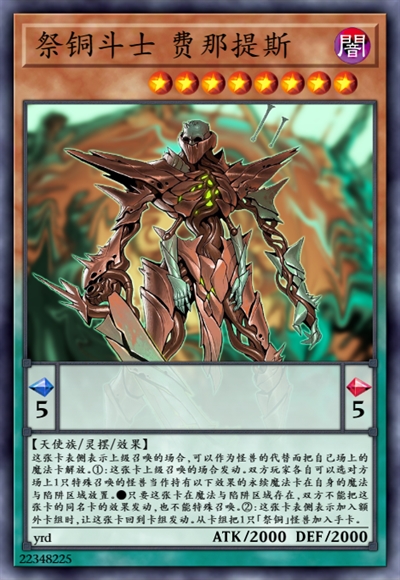 祭铜斗士 费那提斯
闇
5
5
【天使族/灵摆/效果】
这张卡表侧表示上级召唤的场合,可以作为怪兽的代替而把自己场上的
魔法卡解放。①:这张卡上级召唤的场合发动。双方玩家各自可以选对方
场上1只特殊召唤的怪兽当作持有以下效果的永续魔法卡在自身的魔法
与陷阱区域放置。●只要这张卡在魔法与陷阱区域存在,双方不能把这
张卡的同名卡的效果发动,也不能特殊召唤。②:这张卡表侧表示加入额
外卡组时,让这张卡回到卡组发动。从卡组把1只「祭铜」怪兽加入手卡。
yrd
ATK/2000 DEF/2000
22348225